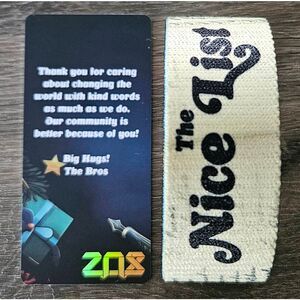 Thank you for caring
about changing the
world with kind words
as much as we do.
Our community is
better because of you!
Big Hugs!
The Bros
ZOX
The
Nice List